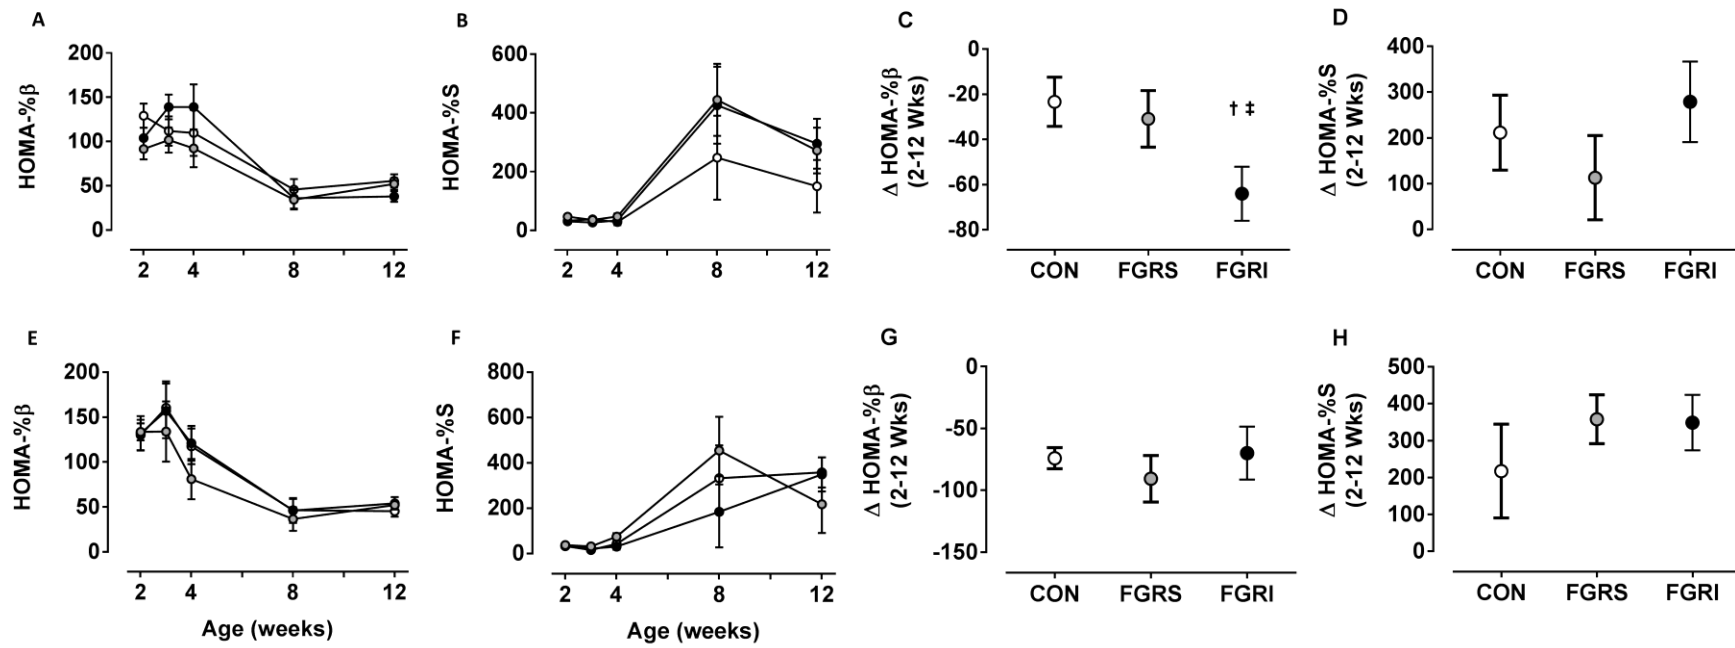 A
HOMA-%β
200
150
100
50
0
2
4
8
12
B
HOMA-%S
600
400
200
0
2
4
8
12
C
Δ HOMA-%β
(2-12 Wks)
0
-20
-40
-60
-80
† ‡
CON
FGRS
FGRI
D
Δ HOMA-%S
(2-12 Wks)
400
300
200
100
0
CON
FGRS
FGRI
E
HOMA-%β
200
150
100
50
0
2
4
8
12
Age (weeks)
F
HOMA-%S
800
600
400
200
0
2
4
8
12
Age (weeks)
G
Δ HOMA-%β
(2-12 Wks)
0
-50
-100
-150
CON
FGRS
FGRI
H
Δ HOMA-%S
(2-12 Wks)
500
400
300
200
100
0
CON
FGRS
FGRI